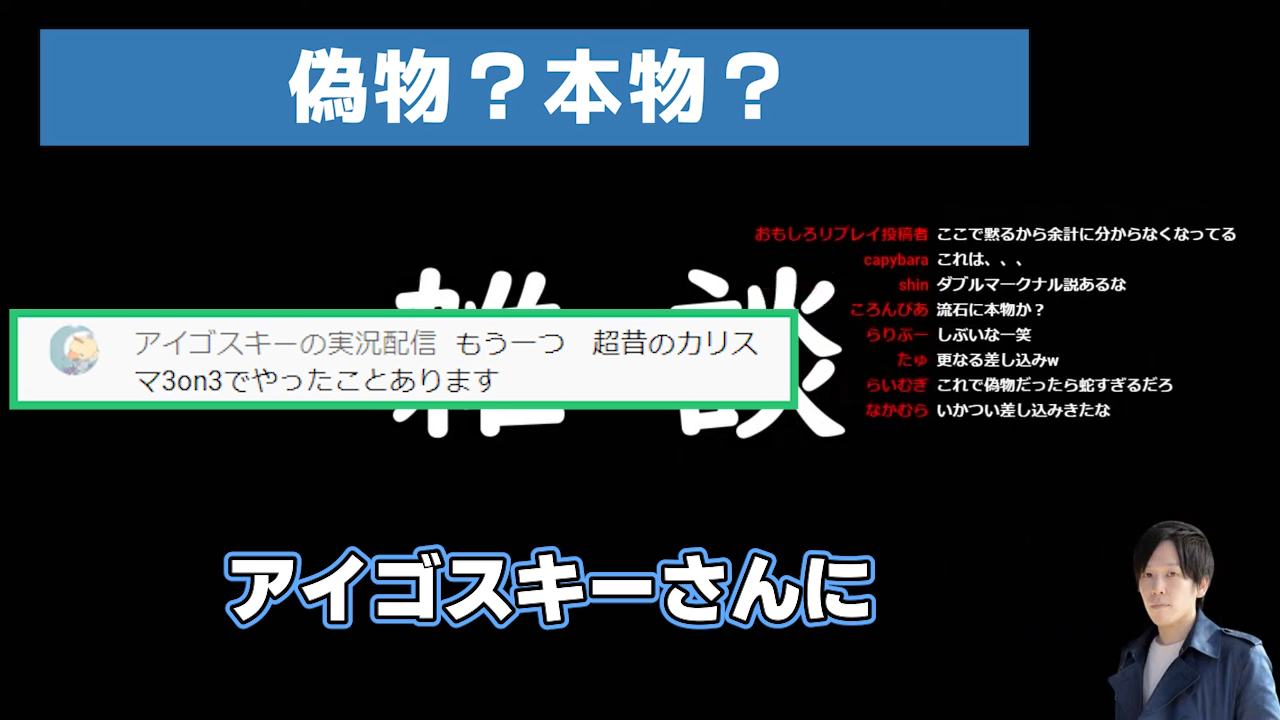 偽物？本物？
おもしろリプレイ投稿者 ここで黙るから余計に分からなくなってる
capybara これは、、、
shin ダブルマークナル説あるな
ころんびあ 流石に本物か？
らりぶー しぶいな一笑
たゅ 更なる差し込みw
らいむぎ これで偽物だったら蛇すぎるだろ
なかむら いかつい差し込みきたな
雑談
アイゴスキーの実況配信 もう一つ　超昔のカリス
マ3on3でやったことあります
アイゴスキーさんに